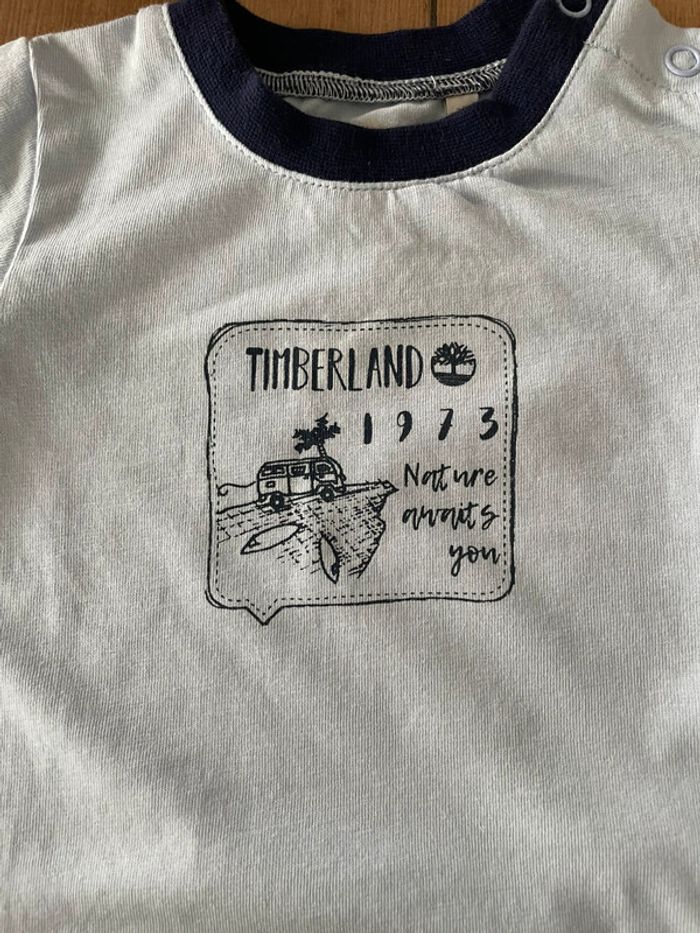 TIMBERLAND
1973
Nature
awaits
you